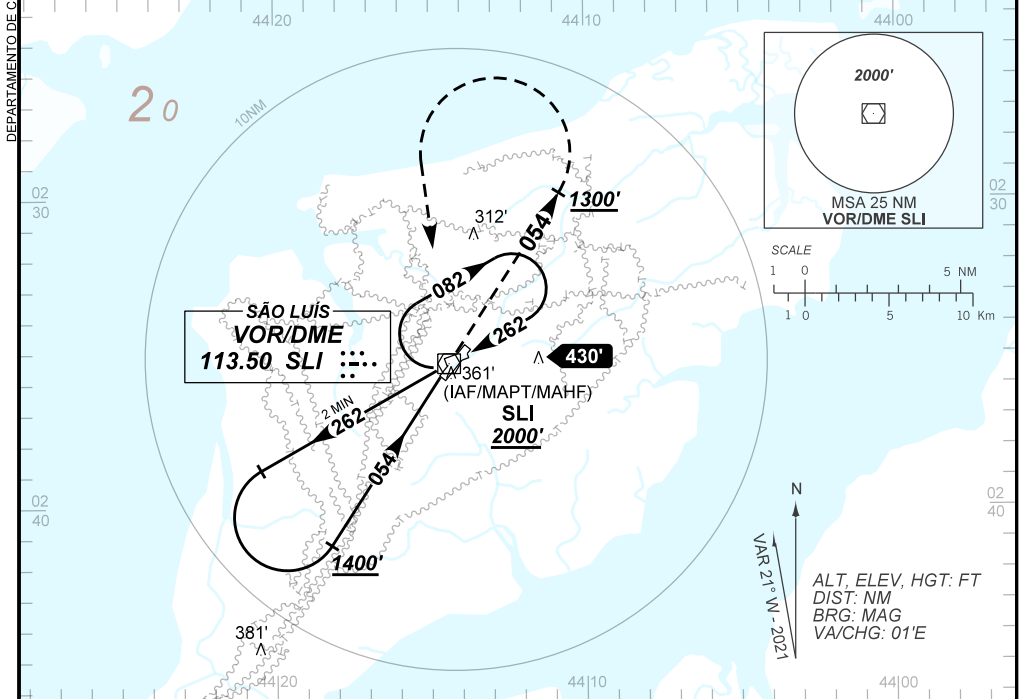 DEPARTAMENTO DE C
44 20
44 10
44 00
2 0
10NM
2000'
MSA 25 NM
VOR/DME SLI
02
30
02
30
1300'
312'
054
082
SCALE
1 0 5 NM
1 0 5 10 Km
SÃO LUÍS
VOR/DME
113.50 SLI
262
430'
361'
(IAF/MAPT/MAHF)
SLI
2000'
2 MIN
262
054
02
40
02
40
N
VAR 21° W - 2021
1400'
ALT, ELEV, HGT: FT
DIST: NM
BRG: MAG
VA/CHG: 01'E
381'
44 20
44 10
44 00